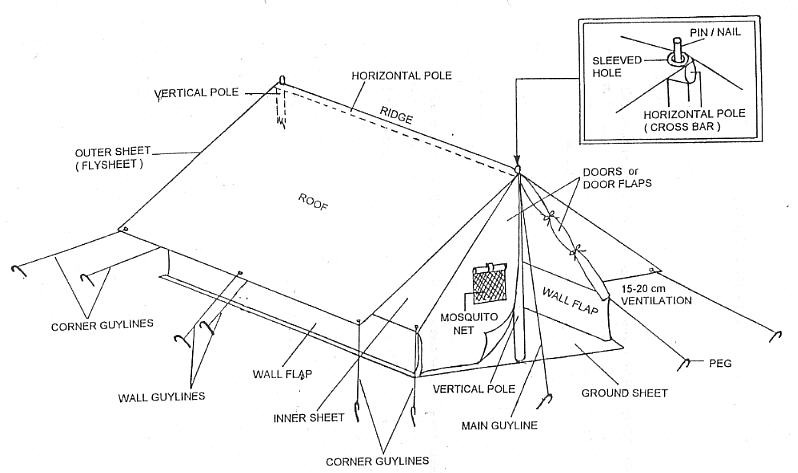 PIN / NAIL
SLEEVED
HOLE
HORIZONTAL POLE
( CROSS BAR )
HORIZONTAL POLE
VERTICAL POLE
RIDGE
OUTER SHEET
( FLYSHEET )
ROOF
DOORS or
DOOR FLAPS
15-20 cm
VENTILATION
WALL FLAP
MOSQUITO
NET
CORNER GUYLINES
WALL FLAP
WALL GUYLINES
INNER SHEET
VERTICAL POLE
PEG
GROUND SHEET
MAIN GUYLINE
CORNER GUYLINES